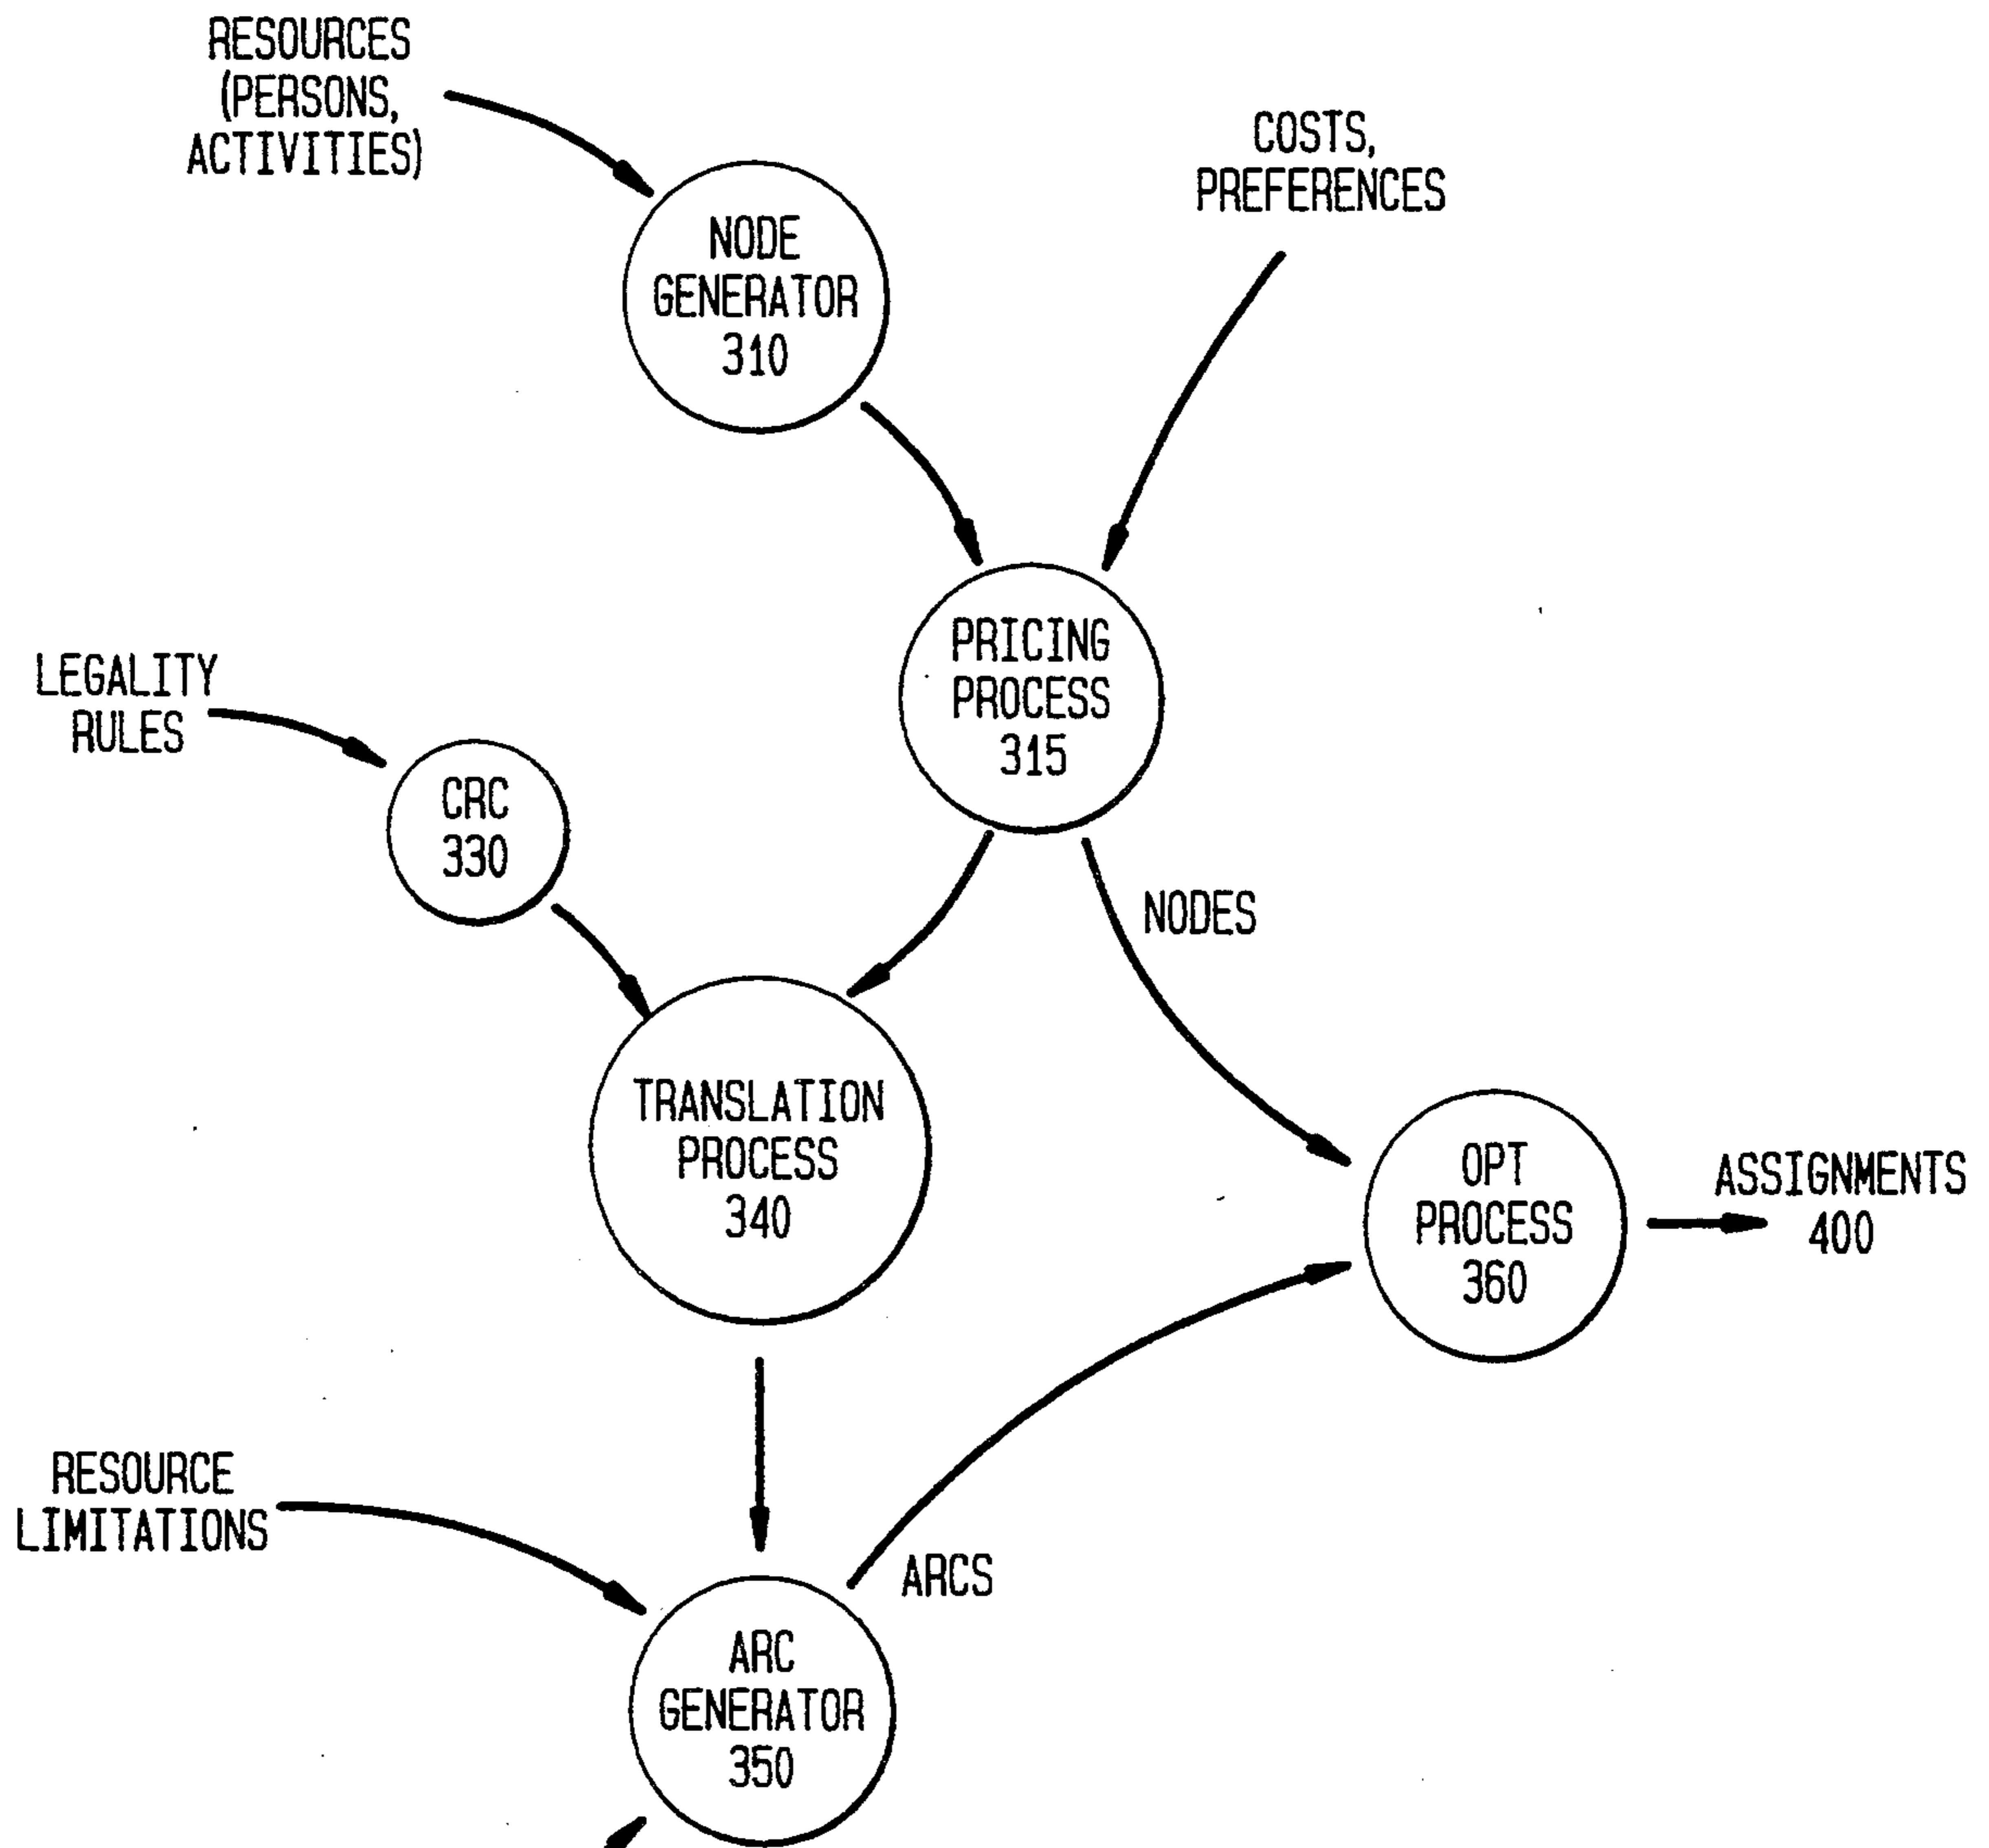 RESOURCES
(PERSONS,
ACTIVITIES)
COSTS,
PREFERENCES
NODE
GENERATOR
310
PRICING
PROCESS
315
LEGALITY
RULES
CRC
330
NODES
TRANSLATION
PROCESS
340
OPT
PROCESS
360
ASSIGNMENTS
400
RESOURCE
LIMITATIONS
ARCS
ARC
GENERATOR
350